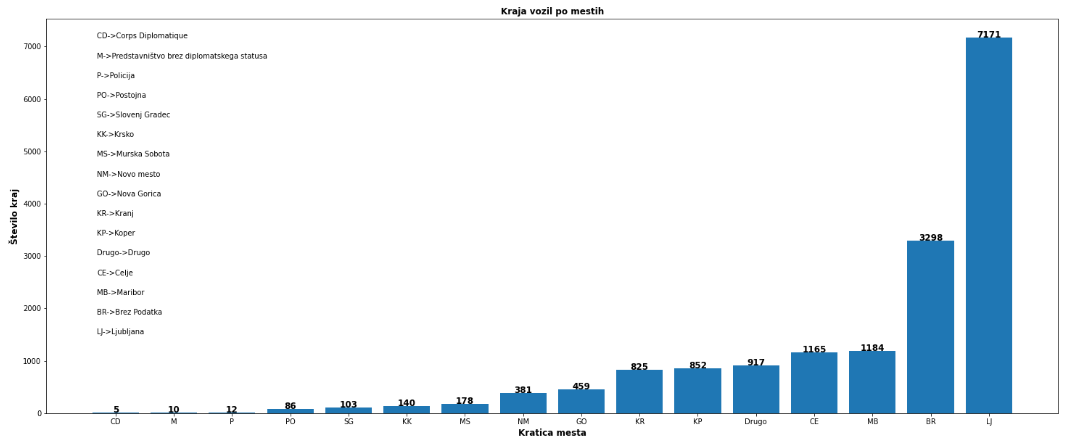 Kraja vozil po mestih
CD->Corps Diplomatique
M->Predstavništvo brez diplomatskega statusa
P->Policija
PO->Postojna
SG->Slovenj Gradec
KK->Krsko
MS->Murska Sobota
NM->Novo mesto
GO->Nova Gorica
KR->Kranj
KP->Koper
Drugo->Drugo
CE->Celje
MB->Maribor
BR->Brez Podatka
LJ->Ljubljana
Število kraj
7000
6000
5000
4000
3000
2000
1000
0
5 10 12 86 103 140 178 381 459 825 852 917 1165 1184 3298 7171
CD M P PO SG KK MS NM GO KR KP Drugo CE MB BR LJ
Kratica mesta